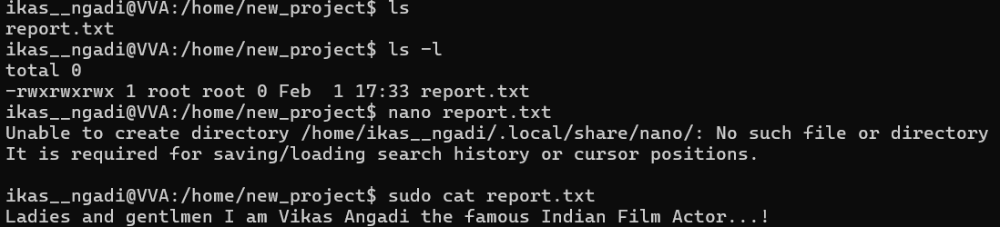 ikas__ngadi@VVA:/home/new_project$ ls
report.txt
ikas__ngadi@VVA:/home/new_project$ ls -l
total 0
-rwxrwxrwx 1 root root 0 Feb  1 17:33 report.txt
ikas__ngadi@VVA:/home/new_project$ nano report.txt
Unable to create directory /home/ikas__ngadi/.local/share/nano/: No such file or directory
It is required for saving/loading search history or cursor positions.

ikas__ngadi@VVA:/home/new_project$ sudo cat report.txt
Ladies and gentlmen I am Vikas Angadi the famous Indian Film Actor...!